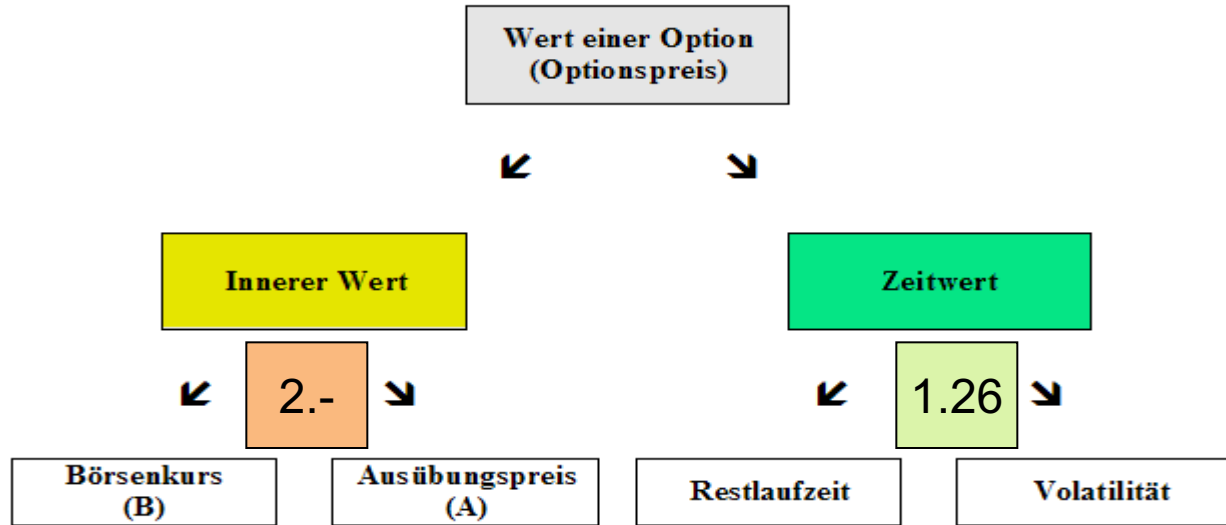 Wert einer Option
(Optionspreis)
Innerer Wert
Zeitwert
2.-
1.26
Börsenkurs
(B)
Ausübungspreis
(A)
Restlaufzeit
Volatilität